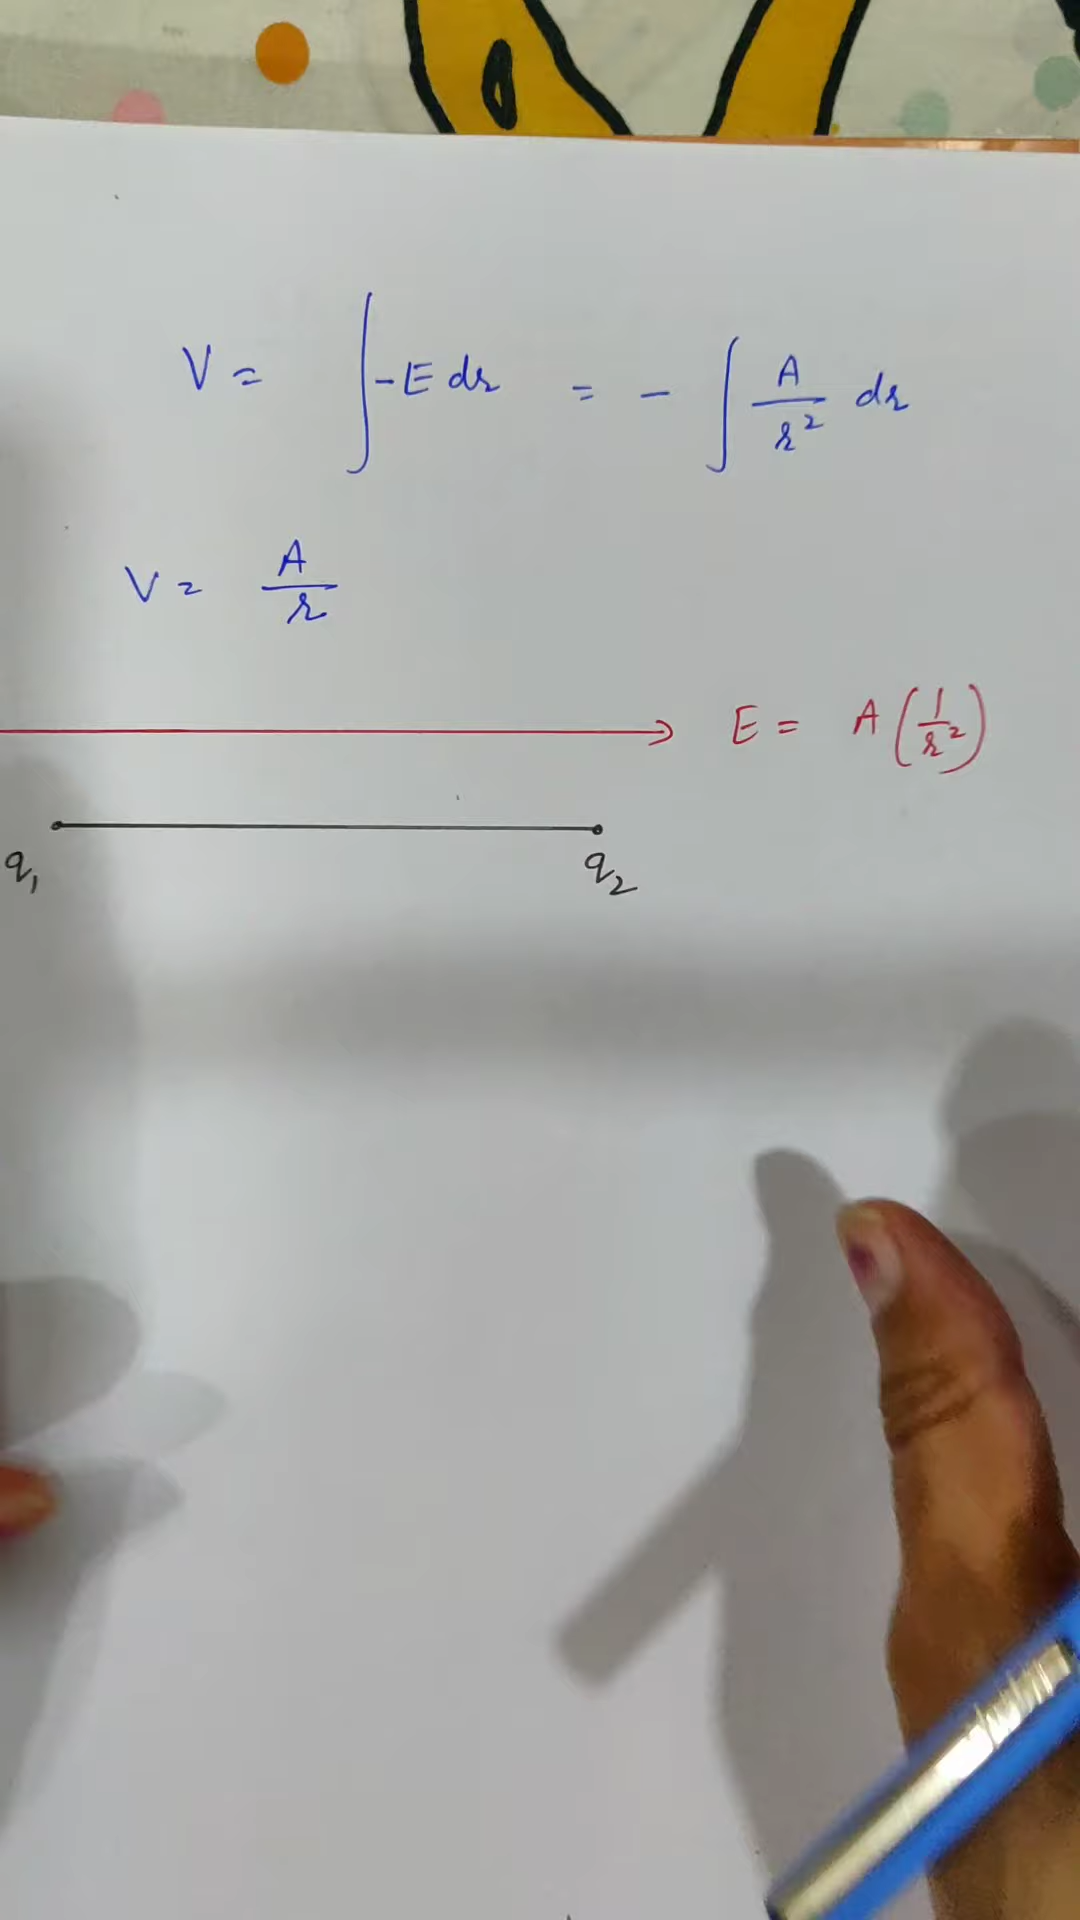 V = ∫ -E dr = - ∫ A/r² dr
V = A/r
E = A (1/r²)
q₁ q₂